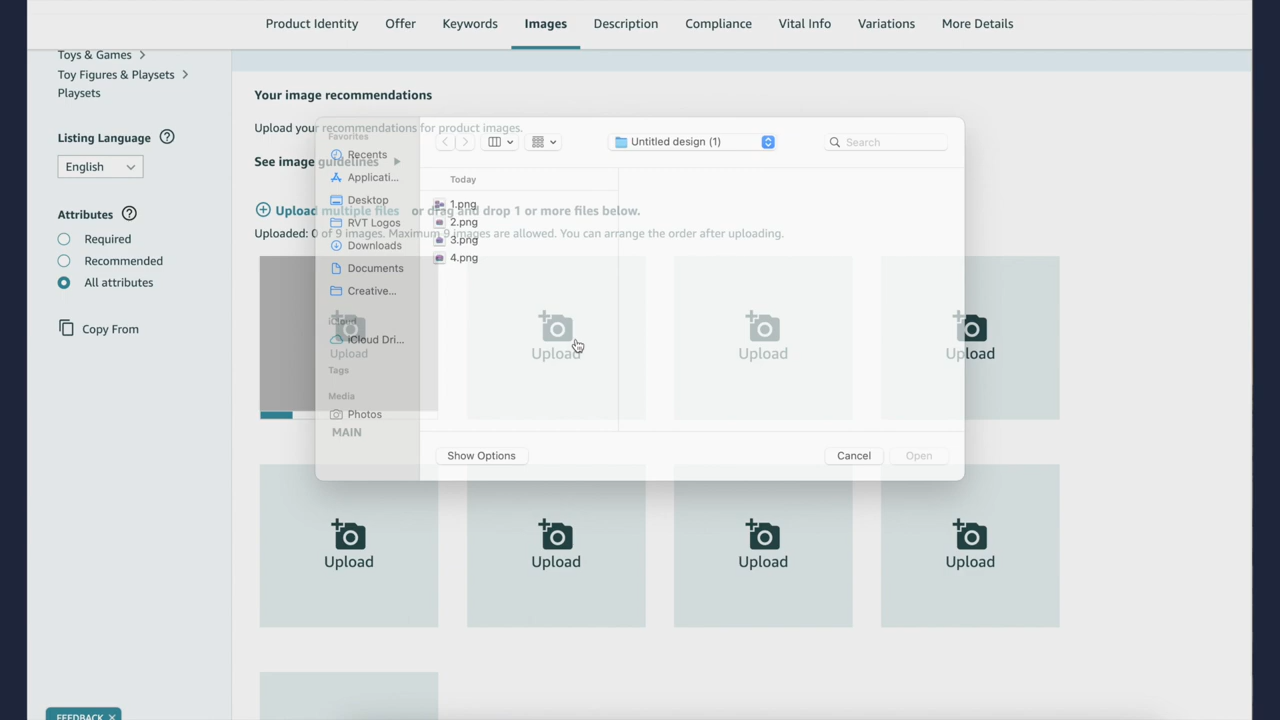 Product Identity
Offer
Keywords
Images
Description
Compliance
Vital Info
Variations
More Details
Toys & Games
Toy Figures & Playsets
Playsets
Listing Language
English
Attributes
Required
Recommended
All attributes
Copy From
FEEDBACK
Your image recommendations
Upload your recommendations for product images.
See image guidelines
Upload multiple files or drag and drop 1 or more files below.
Uploaded: 0 of 9 images. Maximum 9 images are allowed. You can arrange the order after uploading.
Upload
MAIN
Upload
Upload
Upload
Upload
Upload
Upload
Upload
Favorites
Recents
Applicati...
Desktop
RVT Logos
Downloads
Documents
Creative...
iCloud
iCloud Dri...
Tags
Media
Photos
Untitled design (1)
Search
Today
1.png
2.png
3.png
4.png
Show Options
Cancel
Open